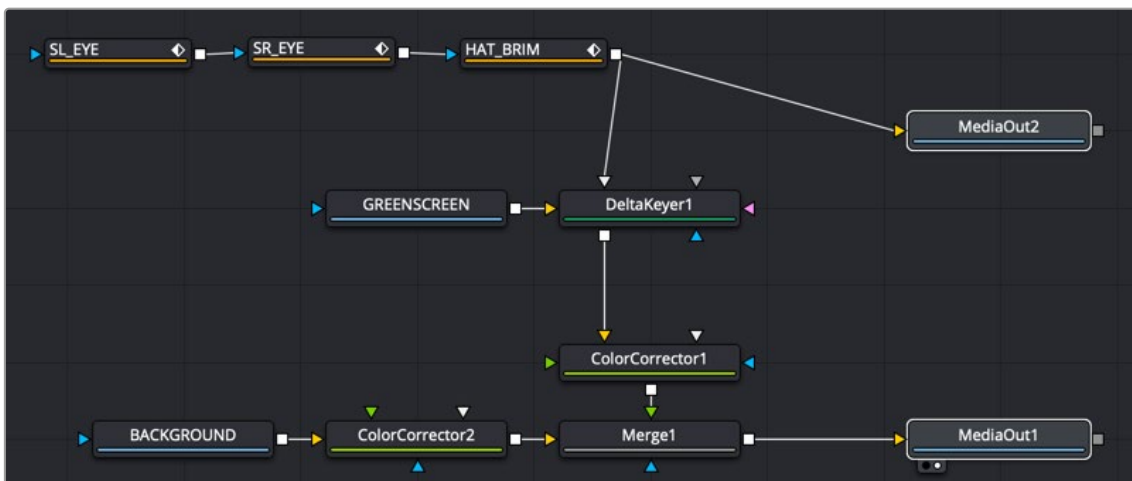 SL_EYE
SR_EYE
HAT_BRIM
MediaOut2
GREENSCREEN
DeltaKeyer1
ColorCorrector1
BACKGROUND
ColorCorrector2
Merge1
MediaOut1